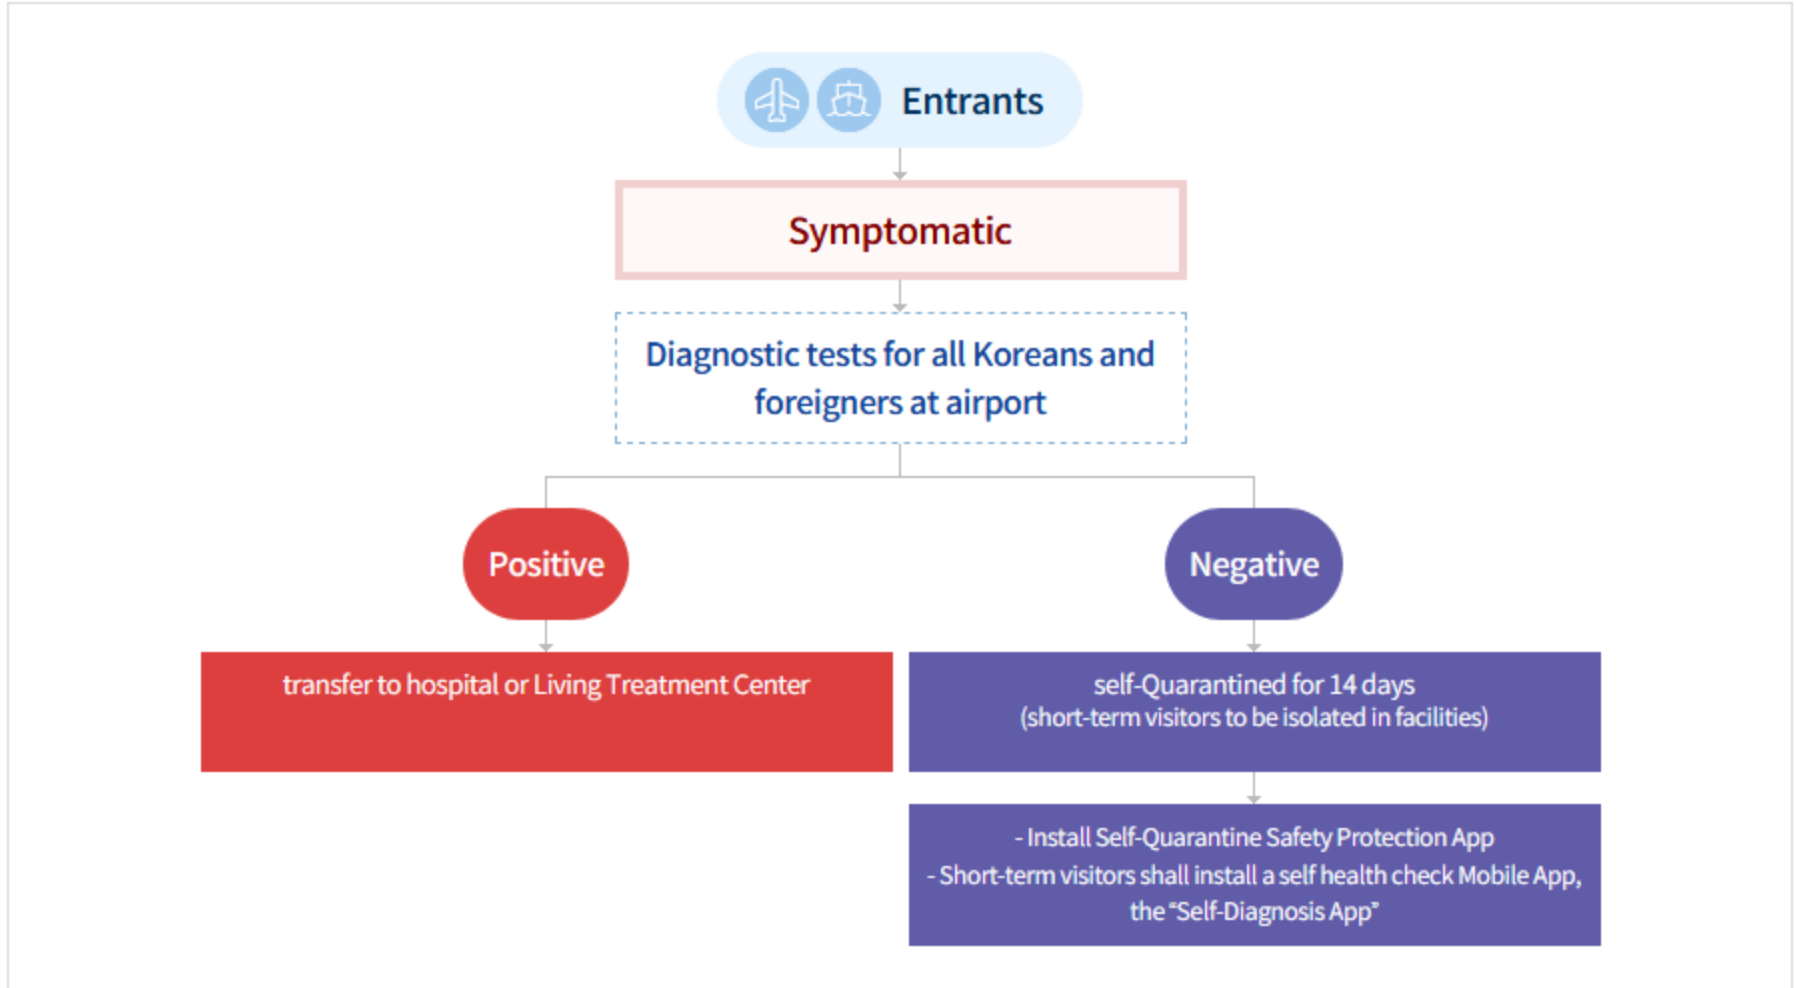 Entrants
Symptomatic
Diagnostic tests for all Koreans and
foreigners at airport
Positive
Negative
transfer to hospital or Living Treatment Center
self-Quarantined for 14 days
(short-term visitors to be isolated in facilities)
- Install Self-Quarantine Safety Protection App
- Short-term visitors shall install a self health check Mobile App,
the “Self-Diagnosis App”